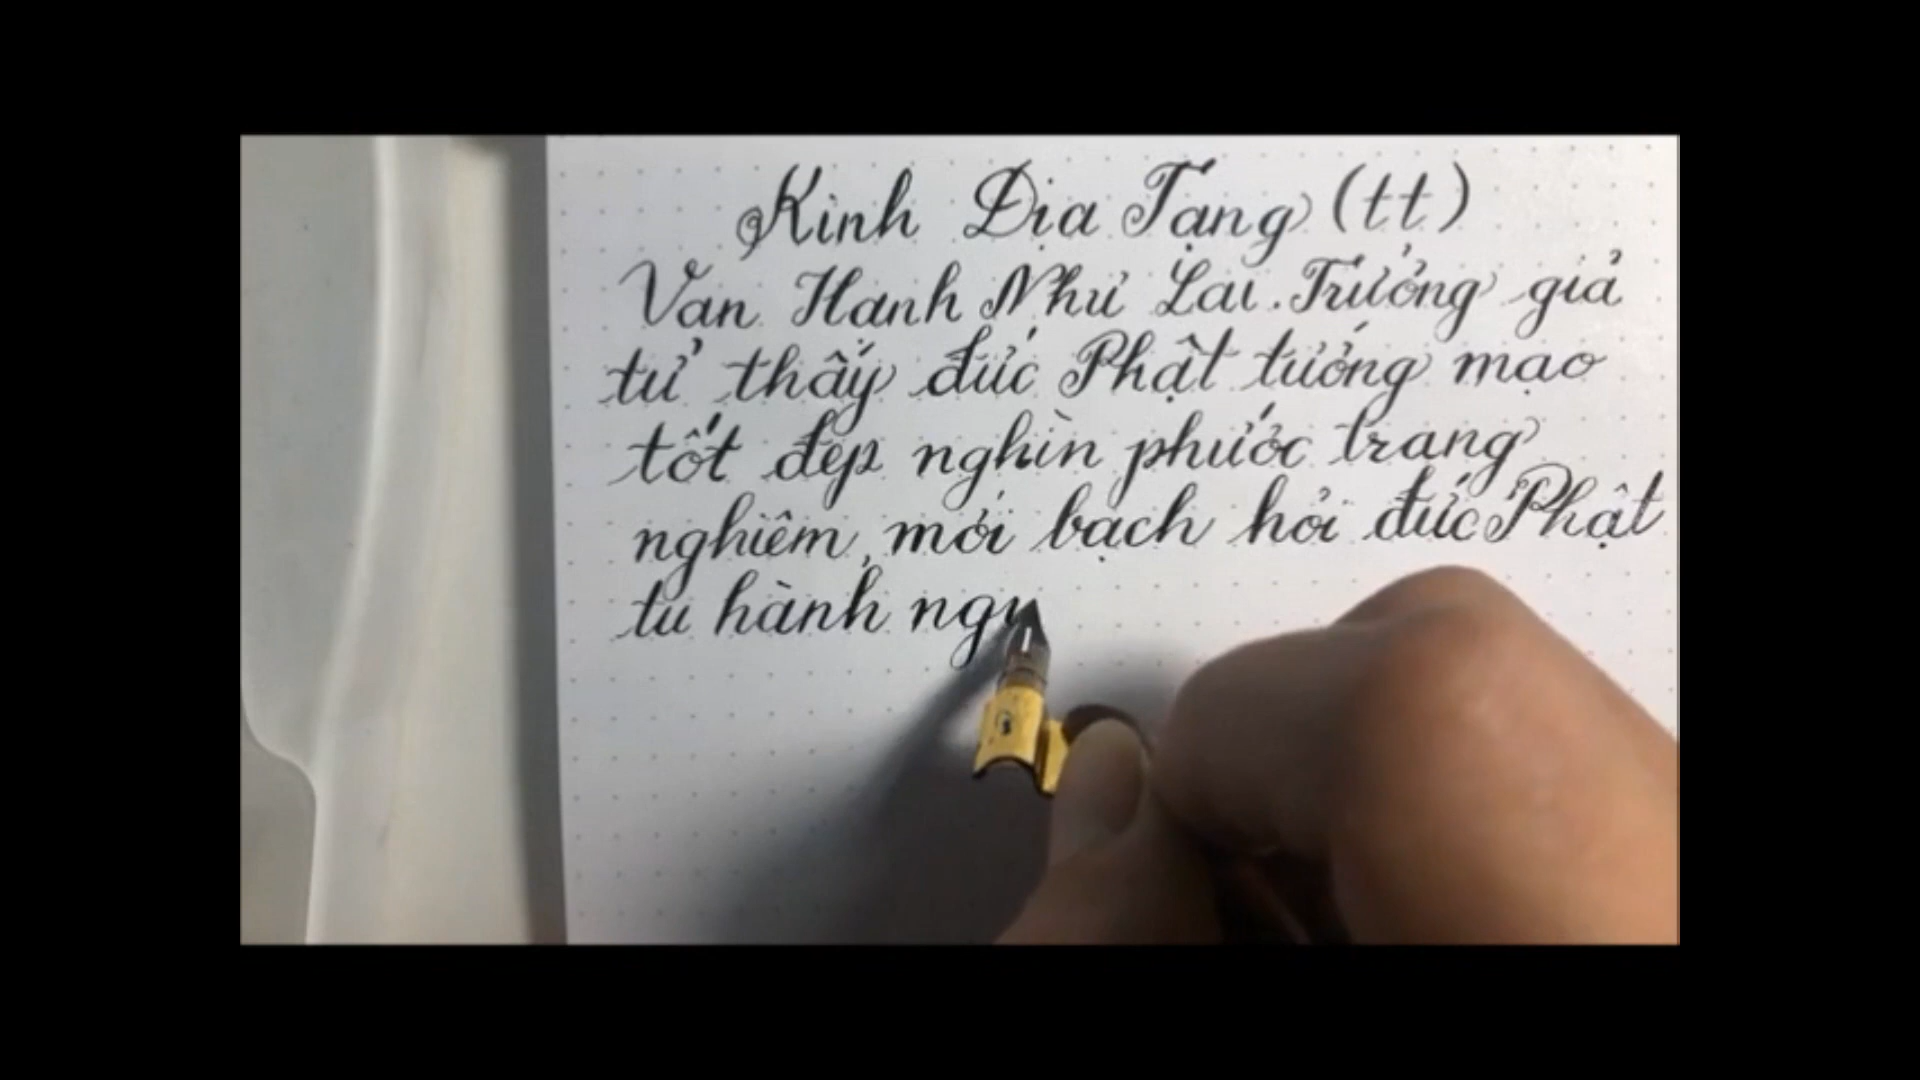 Kinh Địa Tạng (tt)
Vạn Hạnh Như Lai. Trưởng giả
tử thấy đức Phật tướng mạo
tốt đẹp nghìn phước trang
nghiêm, mới bạch hỏi đức Phật
tu hành ngu